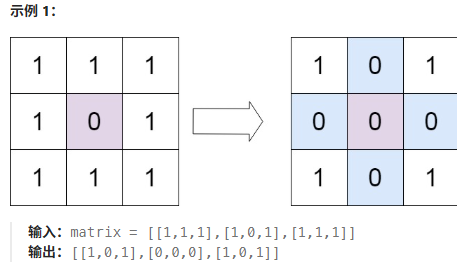 示例 1：
1 1 1 1 0 1
1 0 1 0 0 0
1 1 1 1 0 1
输入：matrix = [[1,1,1],[1,0,1],[1,1,1]]
输出：[[1,0,1],[0,0,0],[1,0,1]]